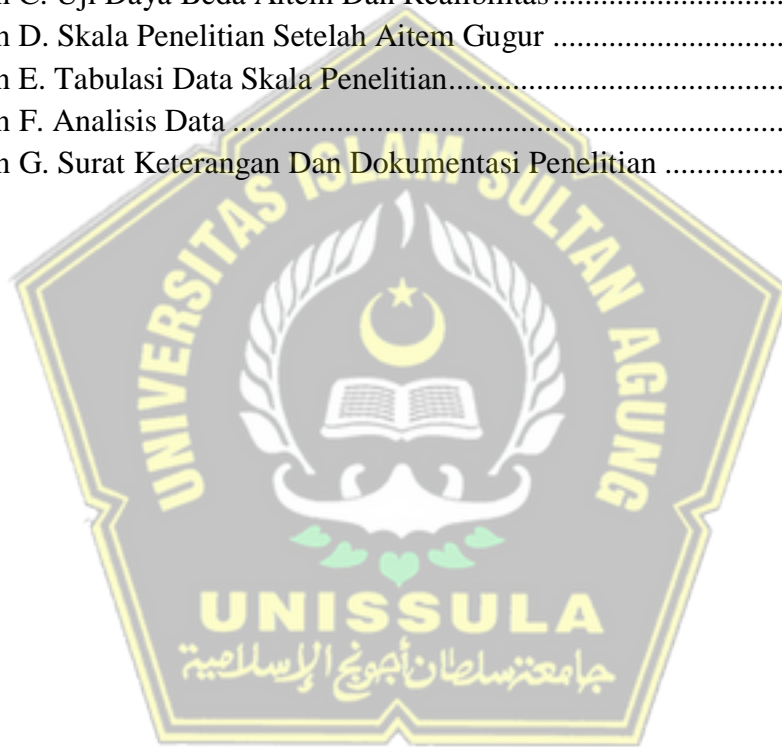 n C. Uji Daya Beda Aitem Dan Realibilitas
n D. Skala Penelitian Setelah Aitem Gugur ..................
n E. Tabulasi Data Skala Penelitian..............................
n F. Analisis Data ..........................................................
n G. Surat Keterangan Dan Dokumentasi Penelitian ................
UNIVERSITAS ISLAM SULTAN AGUNG
UNISSULA
جامعة سلطان أجونج الإسلامية